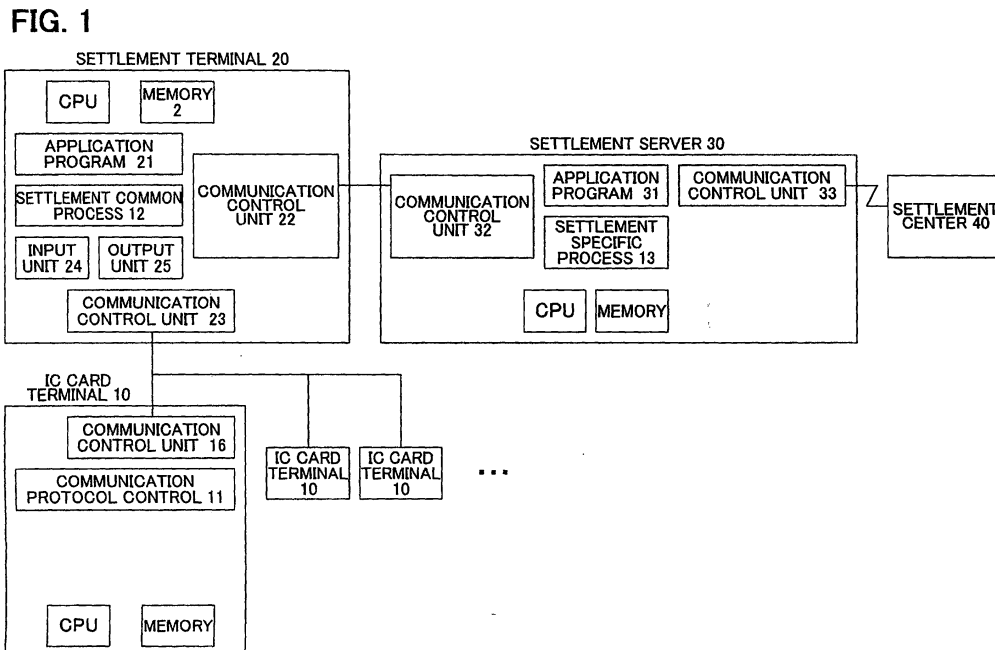 FIG. 1
SETTLEMENT TERMINAL 20
CPU
MEMORY
2
APPLICATION
PROGRAM 21
SETTLEMENT COMMON
PROCESS 12
INPUT
UNIT 24
OUTPUT
UNIT 25
COMMUNICATION
CONTROL
UNIT 22
COMMUNICATION
CONTROL UNIT 23
SETTLEMENT SERVER 30
COMMUNICATION
CONTROL
UNIT 32
APPLICATION
PROGRAM 31
SETTLEMENT
SPECIFIC
PROCESS 13
COMMUNICATION
CONTROL UNIT 33
CPU
MEMORY
SETTLEMENT
CENTER 40
IC CARD
TERMINAL 10
COMMUNICATION
CONTROL UNIT 16
COMMUNICATION
PROTOCOL CONTROL 11
CPU
MEMORY
IC CARD
TERMINAL
10
IC CARD
TERMINAL
10
...